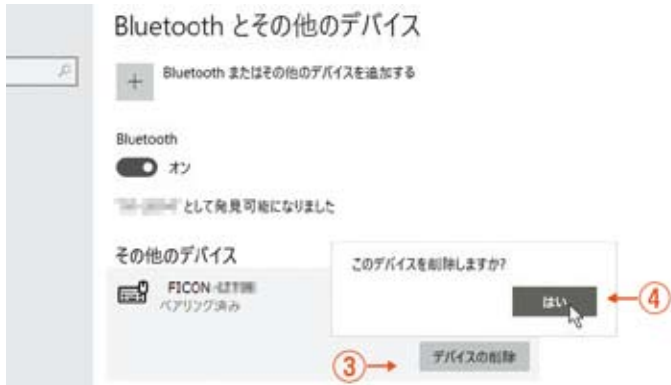 Bluetooth とその他のデバイス
Bluetooth またはその他のデバイスを追加する
Bluetooth
オン
として発見可能になりました
その他のデバイス
このデバイスを削除しますか?
FICON
ペアリング済み
はい
④
デバイスの削除
③